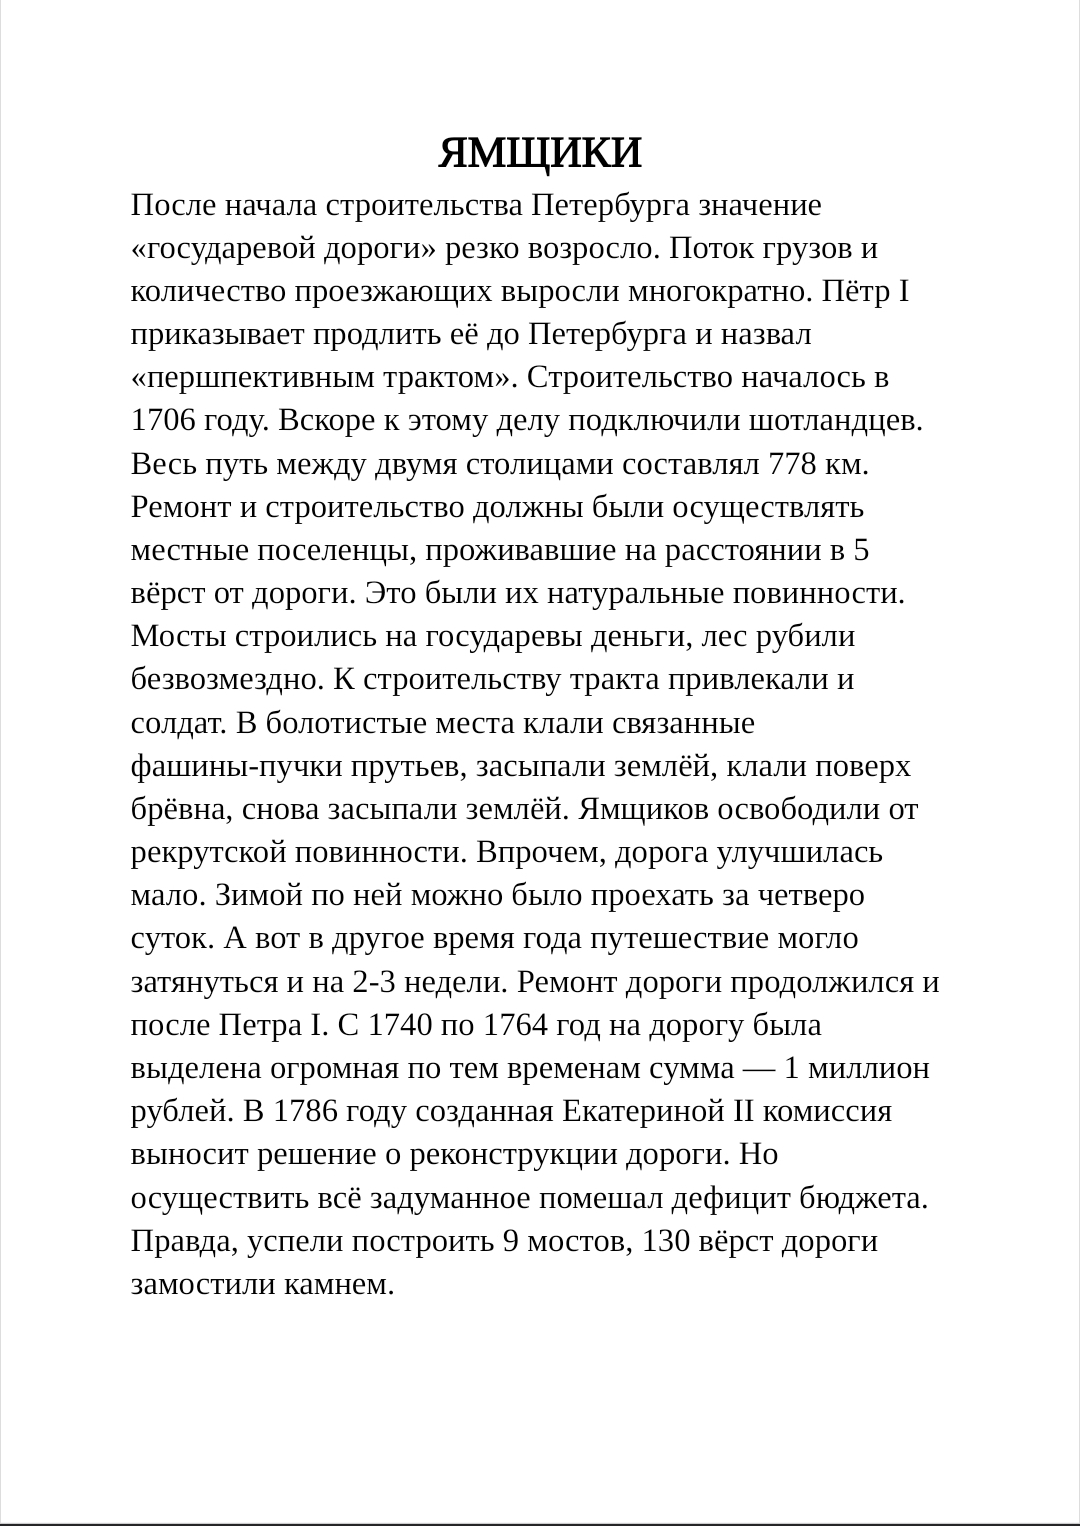 ЯМЩИКИ
После начала строительства Петербурга значение
«государевой дороги» резко возросло. Поток грузов и
количество проезжающих выросли многократно. Пётр I
приказывает продлить её до Петербурга и назвал
«першпективным трактом». Строительство началось в
1706 году. Вскоре к этому делу подключили шотландцев.
Весь путь между двумя столицами составлял 778 км.
Ремонт и строительство должны были осуществлять
местные поселенцы, проживавшие на расстоянии в 5
вёрст от дороги. Это были их натуральные повинности.
Мосты строились на государевы деньги, лес рубили
безвозмездно. К строительству тракта привлекали и
солдат. В болотистые места клали связанные
фашины-пучки прутьев, засыпали землёй, клали поверх
брёвна, снова засыпали землёй. Ямщиков освободили от
рекрутской повинности. Впрочем, дорога улучшилась
мало. Зимой по ней можно было проехать за четверо
суток. А вот в другое время года путешествие могло
затянуться и на 2-3 недели. Ремонт дороги продолжился и
после Петра I. С 1740 по 1764 год на дорогу была
выделена огромная по тем временам сумма — 1 миллион
рублей. В 1786 году созданная Екатериной II комиссия
выносит решение о реконструкции дороги. Но
осуществить всё задуманное помешал дефицит бюджета.
Правда, успели построить 9 мостов, 130 вёрст дороги
замостили камнем.